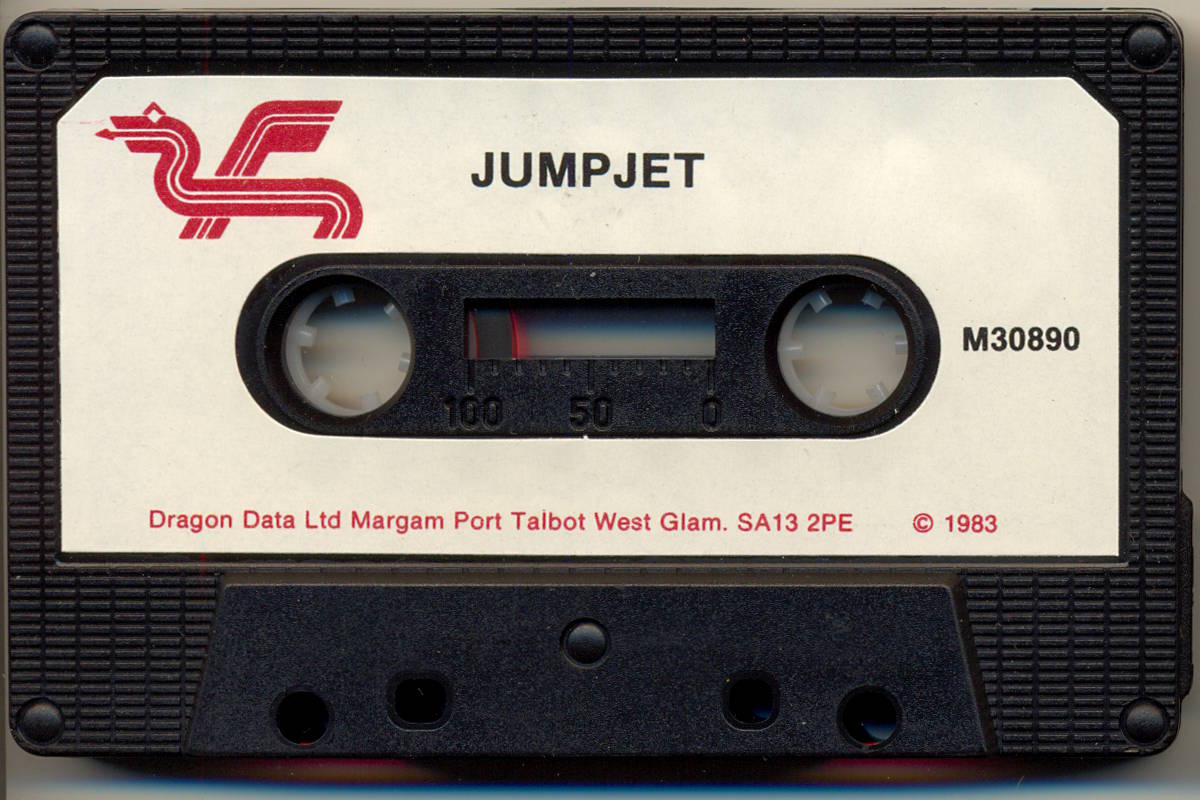 JUMPJET
M30890
100 50 0
Dragon Data Ltd Margam Port Talbot West Glam. SA13 2PE © 1983